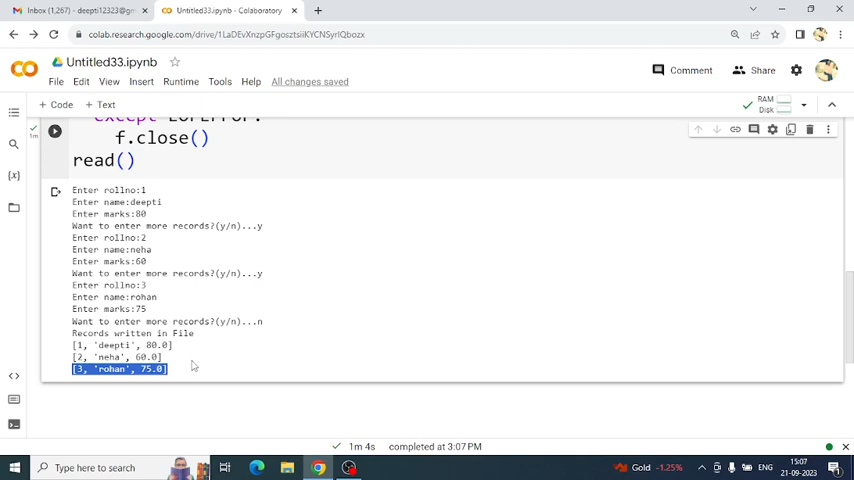 Inbox (1,267) - deepti12323@gm
Untitled33.ipynb - Colaboratory
colab.research.google.com/drive/1LaDEvXnzpGFgosztsiiKYCNSyrIQbozx
Untitled33.ipynb
Comment
Share
File Edit View Insert Runtime Tools Help All changes saved
+ Code + Text
RAM
Disk
1m
except EOFError:
f.close()
read()
Enter rollno:1
Enter name:deepti
Enter marks:80
Want to enter more records?(y/n)...y
Enter rollno:2
Enter name:neha
Enter marks:60
Want to enter more records?(y/n)...y
Enter rollno:3
Enter name:rohan
Enter marks:75
Want to enter more records?(y/n)...n
Records written in File
[1, 'deepti', 80.0]
[2, 'neha', 60.0]
[3, 'rohan', 75.0]
1m 4s completed at 3:07 PM
Type here to search
Gold -1.25%
ENG
15:07
21-09-2023